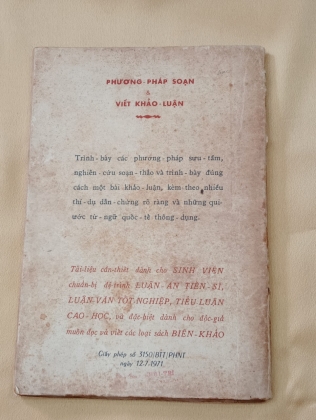 PHƯƠNG-PHÁP SOẠN
&
VIẾT KHẢO-LUẬN
Trình-bày các phương-pháp sưu-tầm,
nghiên-cứu soạn-thảo và trình-bày đúng
cách một bài khảo-luận, kèm theo nhiều
thí-dụ dẫn-chứng rõ ràng và những qui-
ước từ-ngữ quốc-tế thông-dụng.
Tài-liệu cần-thiết dành cho SINH VIÊN
chuẩn-bị đệ-trình LUẬN-ÁN TIẾN-SĨ,
LUẬN-VĂN TỐT-NGHIỆP, TIỂU-LUẬN
CAO-HỌC, và đặc-biệt dành cho độc-giả
muốn đọc và viết các loại sách BIÊN-KHẢO
Giấy phép số 3150/BTT/PHNT
ngày 12.7.1971